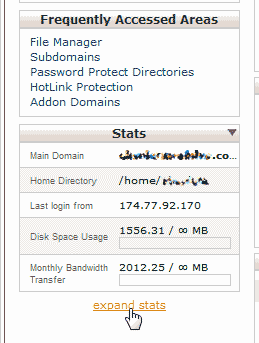 Frequently Accessed Areas
File Manager
Subdomains
Password Protect Directories
HotLink Protection
Addon Domains
Stats
Main Domain .co...
Home Directory /home/
Last login from 174.77.92.170
Disk Space Usage 1556.31 / ∞ MB
Monthly Bandwidth 2012.25 / ∞ MB
Transfer
expand stats